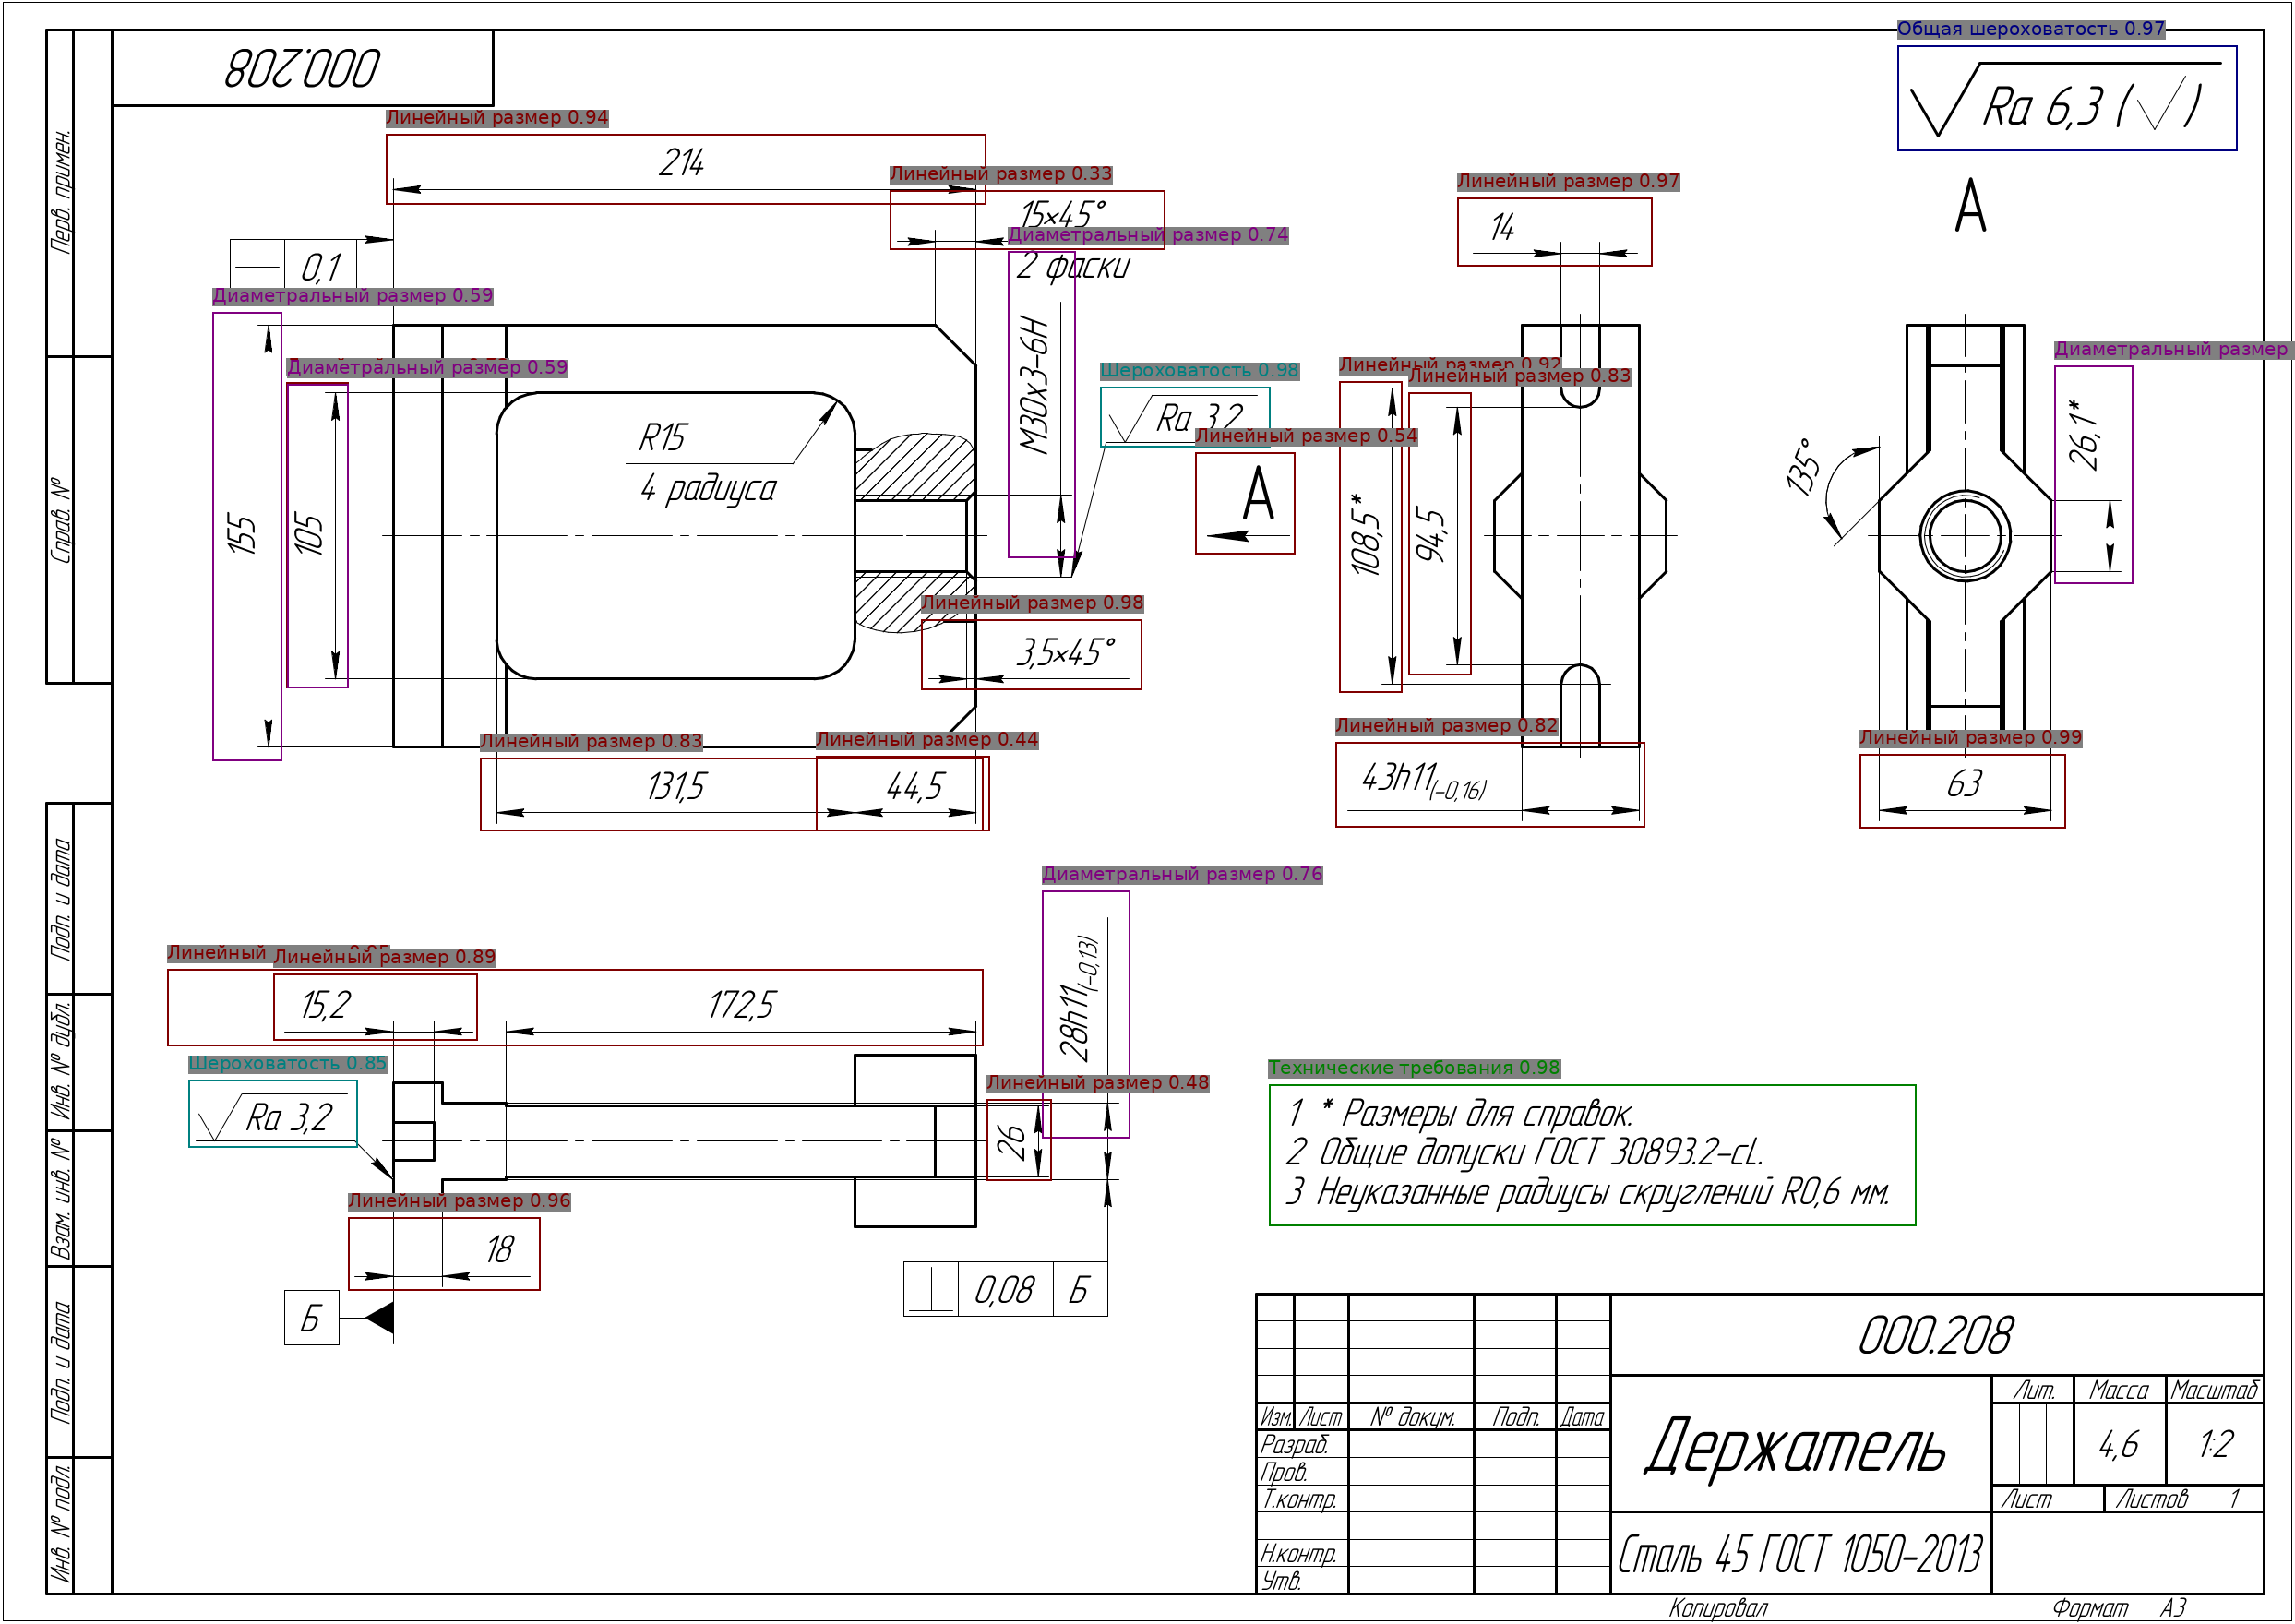 000.208
Общая шероховатость 0.97
Ra 6,3 (√)
Линейный размер 0.94
214
Линейный размер 0.33
15×45°
Диаметральный размер 0.74
2 фаски
Линейный размер 0.97
14
А
0,1
Диаметральный размер 0.59
Диаметральный размер 0.59
155
105
R15
4 радиуса
М30х3-6Н
Шероховатость 0.98
Ra 3,2
Линейный размер 0.54
А
Линейный размер 0.92
Линейный размер 0.83
108,5*
94,5
Диаметральный размер
26,1*
135°
Линейный размер 0.98
3,5×45°
Линейный размер 0.83
131,5
Линейный размер 0.44
44,5
Линейный размер 0.82
43h11(-0,16)
Линейный размер 0.99
63
Диаметральный размер 0.76
28h11(-0,13)
Линейный
Линейный размер 0.89
15,2
172,5
Шероховатость 0.85
Ra 3,2
Линейный размер 0.48
26
Линейный размер 0.96
18
Б
0,08 Б
Технические требования 0.98
1 * Размеры для справок.
2 Общие допуски ГОСТ 30893.2-cL.
3 Неуказанные радиусы скруглений R0,6 мм.
Перв. примен.
Справ. №
Подп. и дата
Инв. № дубл.
Взам. инв. №
Подп. и дата
Инв. № подл.
000.208
Изм. Лист № докум. Подп. Дата
Разраб.
Пров.
Т.контр.
Н.контр.
Утв.
Держатель
Лит. Масса Масштаб
4,6 1:2
Лист Листов 1
Сталь 45 ГОСТ 1050-2013
Копировал Формат А3